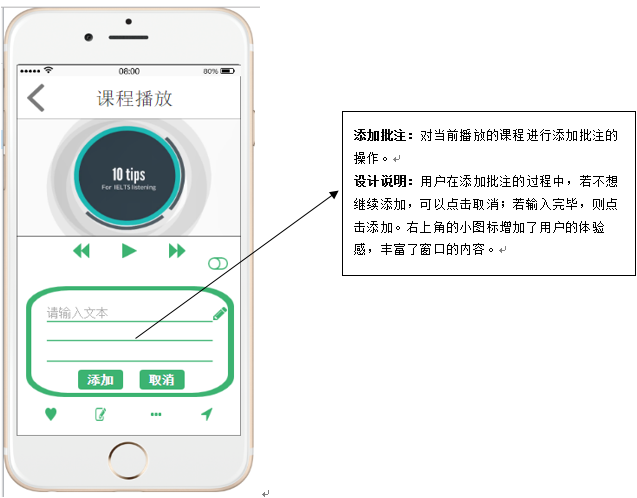 08:00
80%
课程播放
10 tips
For IELTS listening
请输入文本
添加
取消
添加批注：对当前播放的课程进行添加批注的
操作。
设计说明：用户在添加批注的过程中，若不想
继续添加，可以点击取消；若输入完毕，则点
击添加。右上角的小图标增加了用户的体验
感，丰富了窗口的内容。